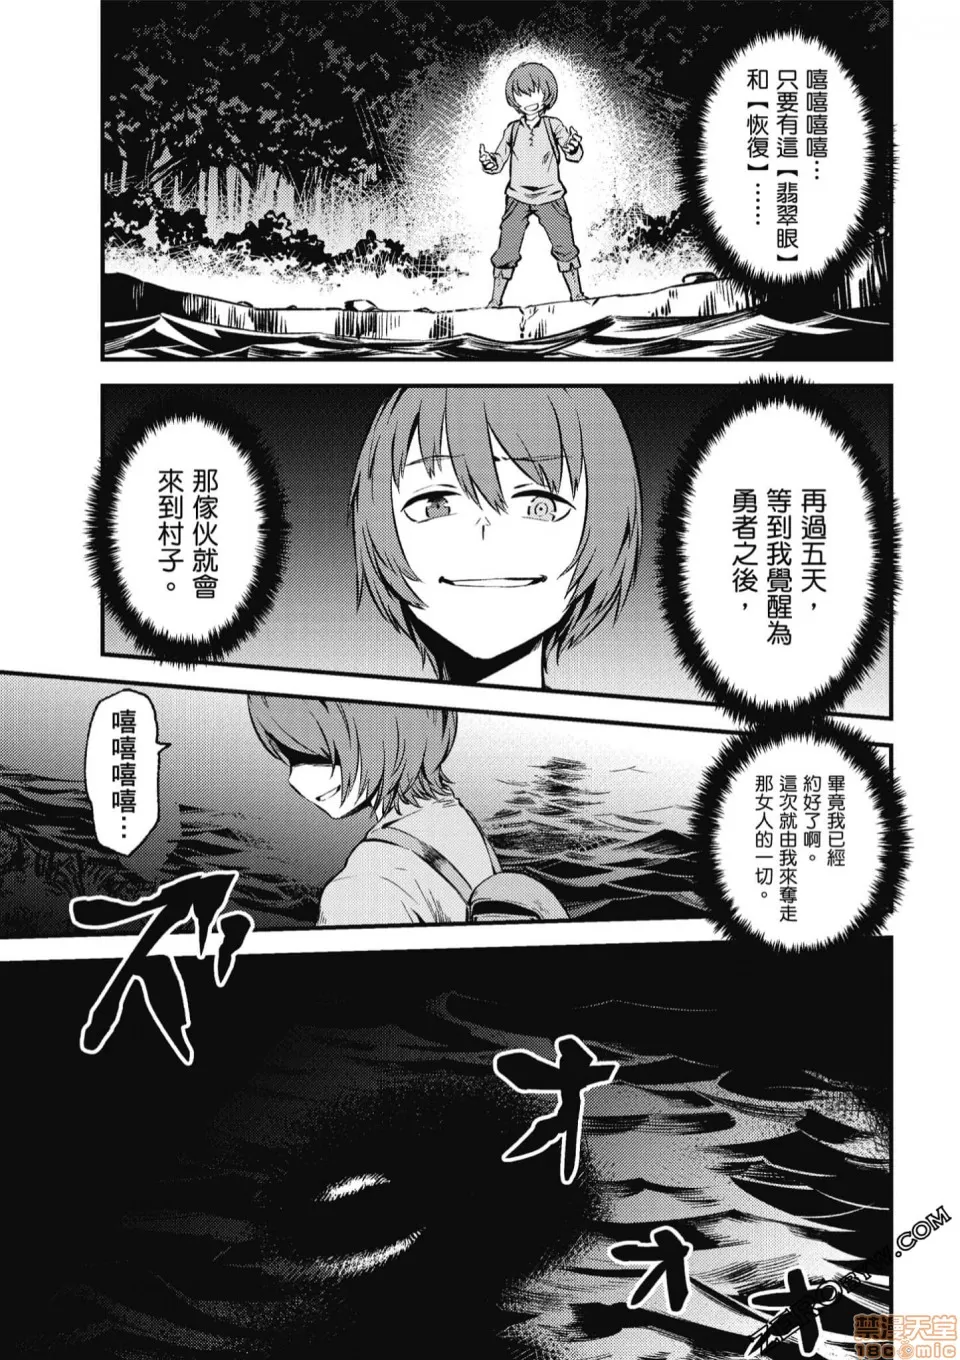 嘻嘻嘻嘻…
只要有這【翡翠眼】
和【恢復】……
再過五天，
等到我覺醒為
勇者之後，
那傢伙就會
來到村子。
畢竟我已經
約好了啊。
這次就由我來奪走
那女人的一切。
嘻嘻嘻嘻…
ズ
オオオ
禁漫天堂
18comic